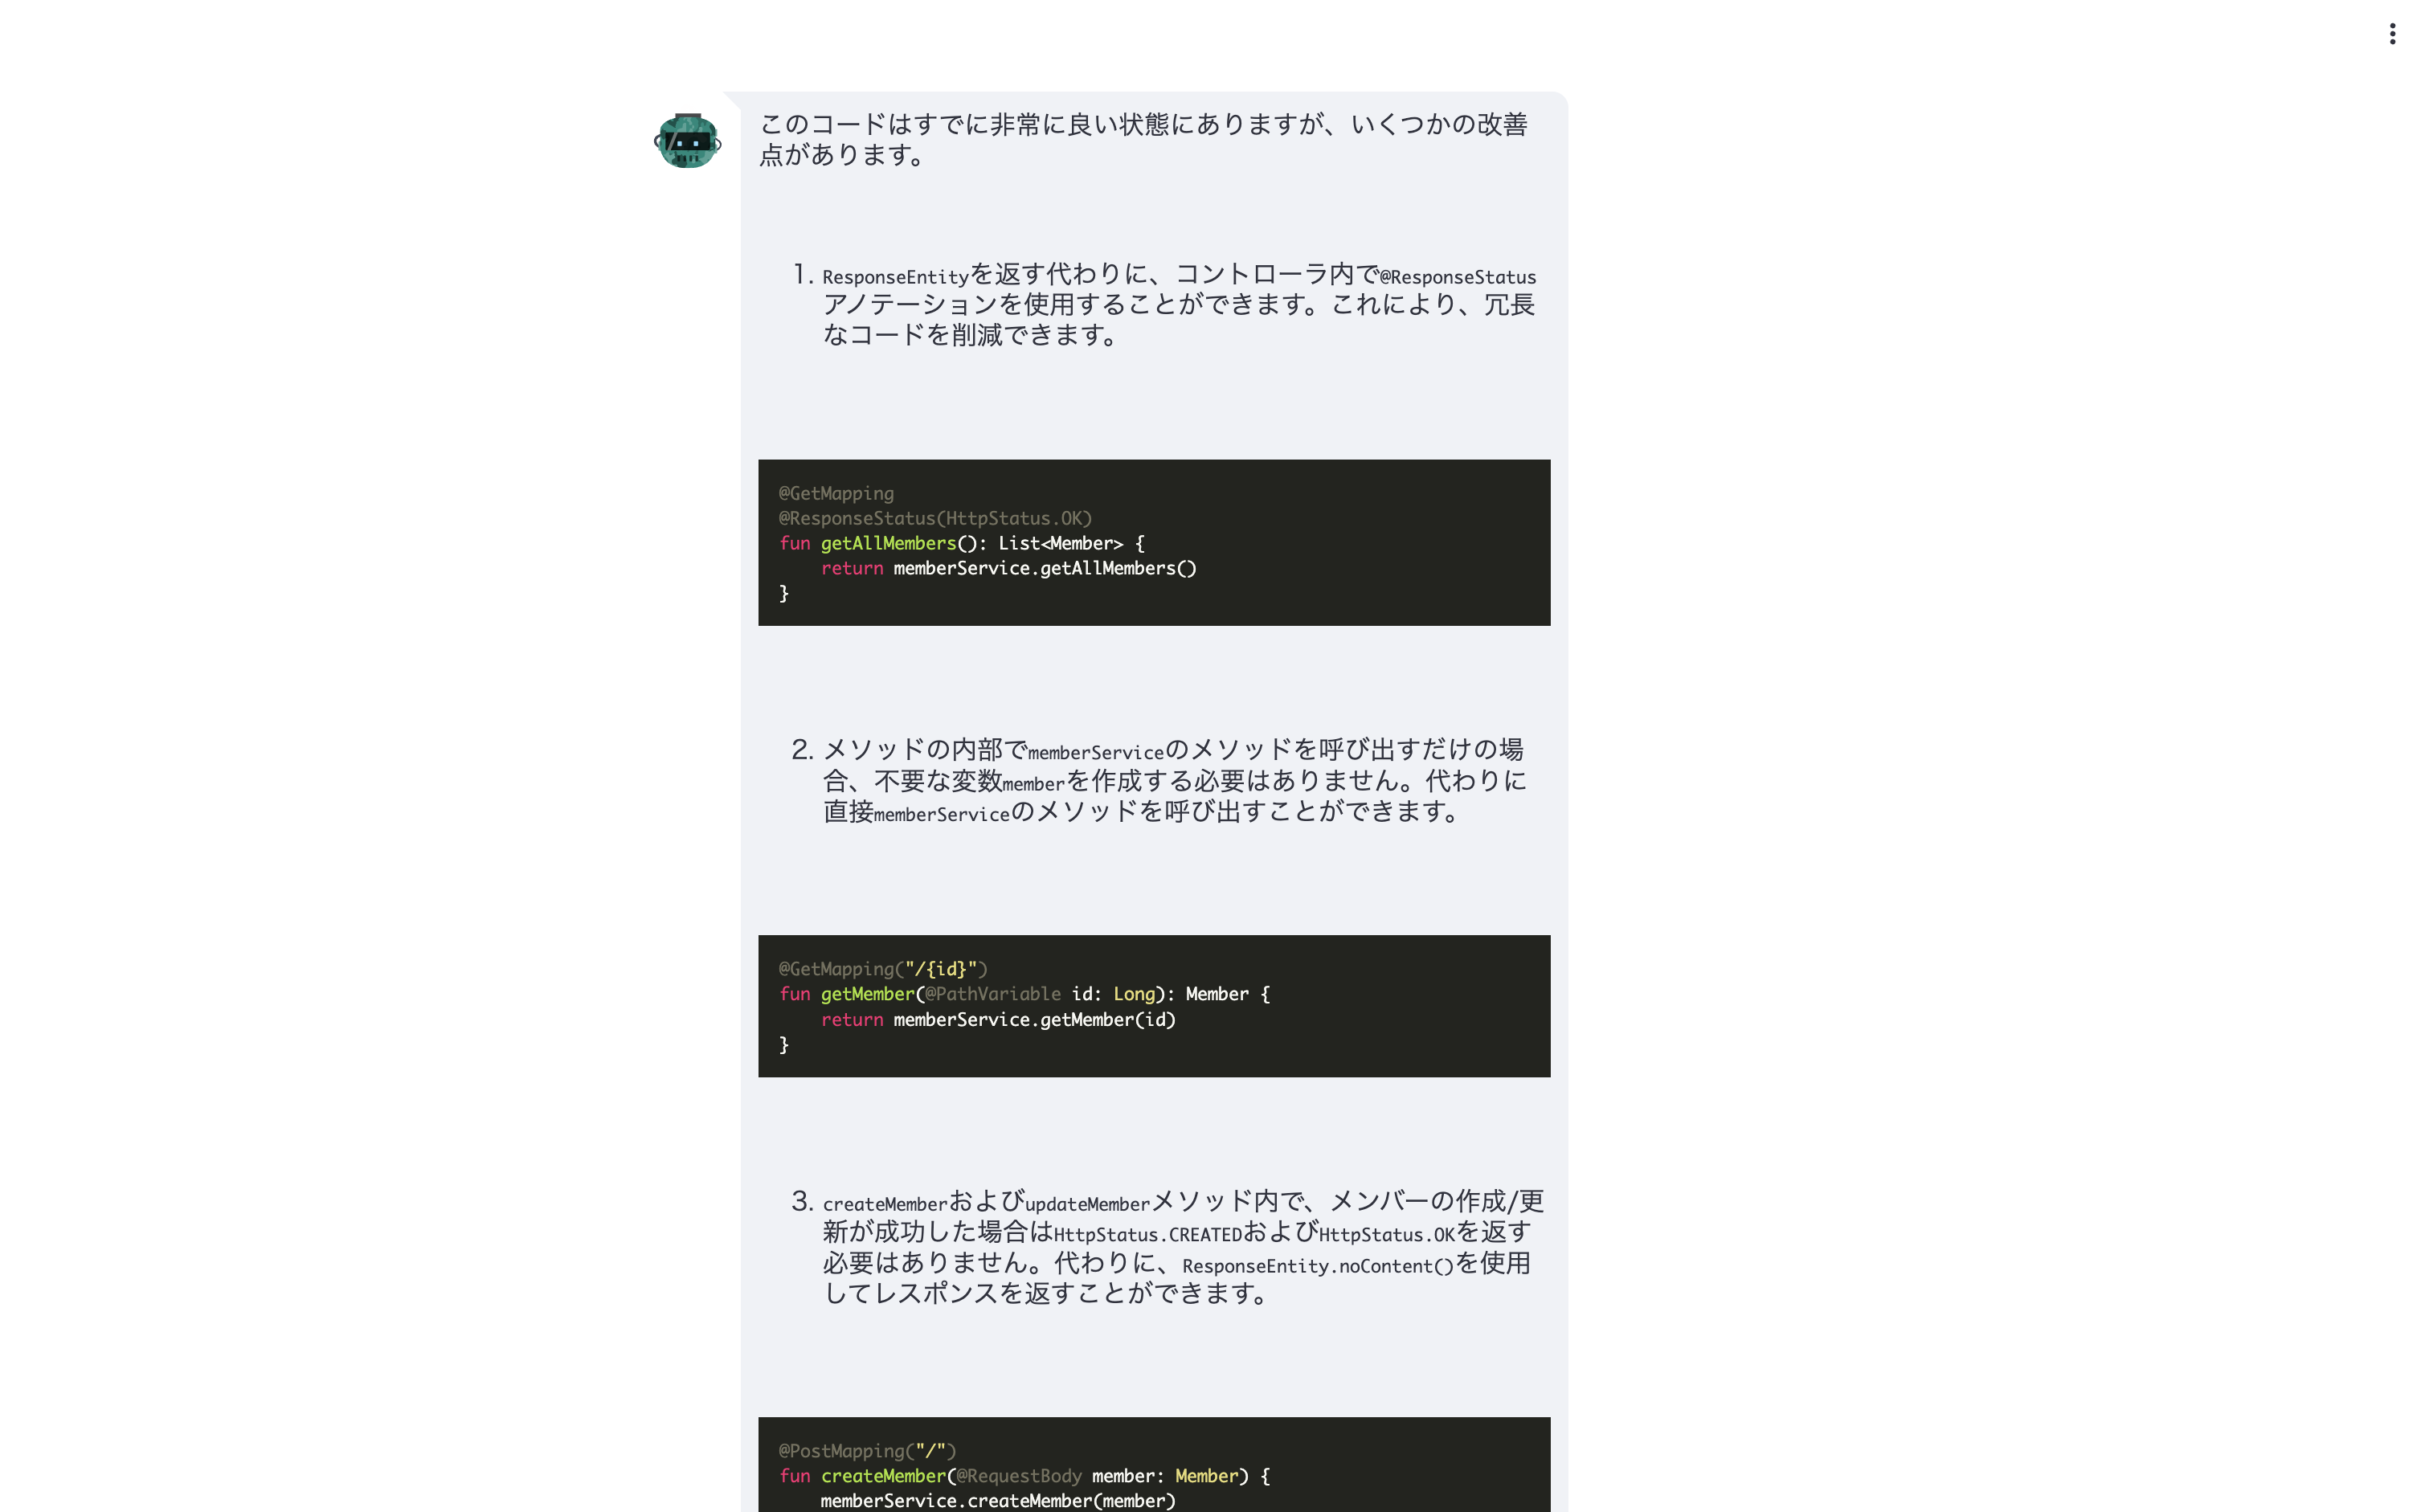 このコードはすでに非常に良い状態にありますが、いくつかの改善
点があります。
1. ResponseEntityを返す代わりに、コントローラ内で@ResponseStatus
アノテーションを使用することができます。これにより、冗長
なコードを削減できます。
@GetMapping
@ResponseStatus(HttpStatus.OK)
fun getAllMembers(): List<Member> {
    return memberService.getAllMembers()
}
2. メソッドの内部でmemberServiceのメソッドを呼び出すだけの場
合、不要な変数memberを作成する必要はありません。代わりに
直接memberServiceのメソッドを呼び出すことができます。
@GetMapping("/{id}")
fun getMember(@PathVariable id: Long): Member {
    return memberService.getMember(id)
}
3. createMemberおよびupdateMemberメソッド内で、メンバーの作成/更
新が成功した場合はHttpStatus.CREATEDおよびHttpStatus.OKを返す
必要はありません。代わりに、ResponseEntity.noContent()を使用
してレスポンスを返すことができます。
@PostMapping("/")
fun createMember(@RequestBody member: Member) {
    memberService.createMember(member)